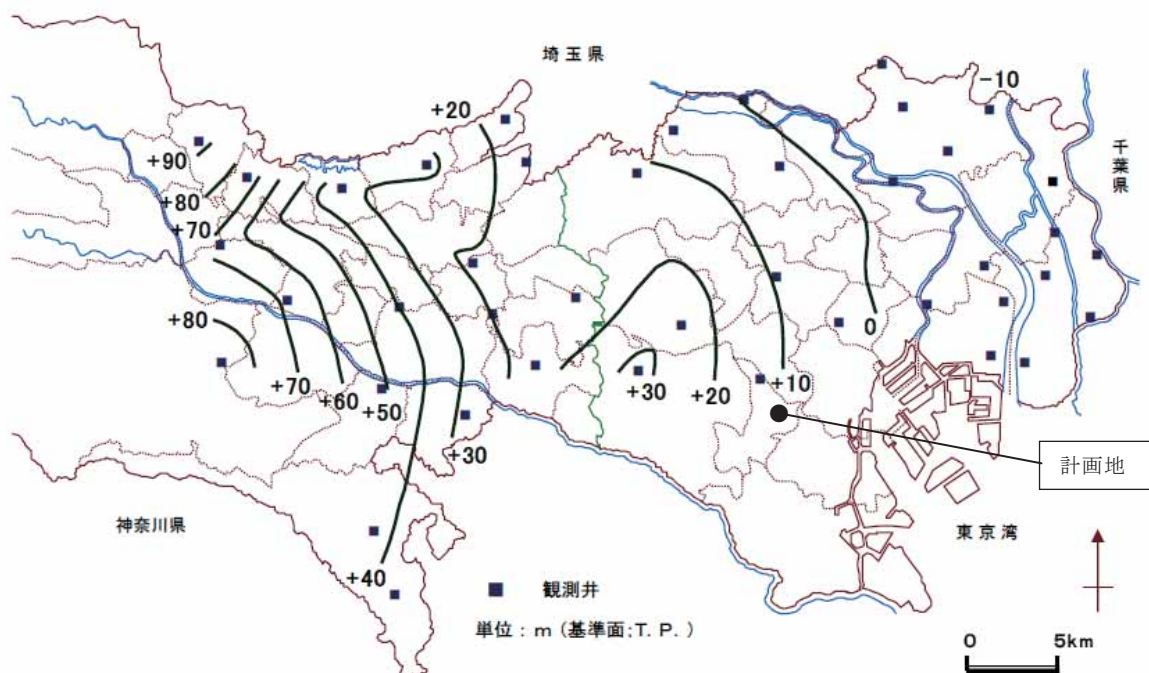 埼玉県
-10
+20
千葉県
+90
+80
+70
+80
0
+70
+60
+50
+30
+20
+10
+30
計画地
神奈川県
東京湾
+40
観測井
単位：m（基準面;T.P.）
0 5km